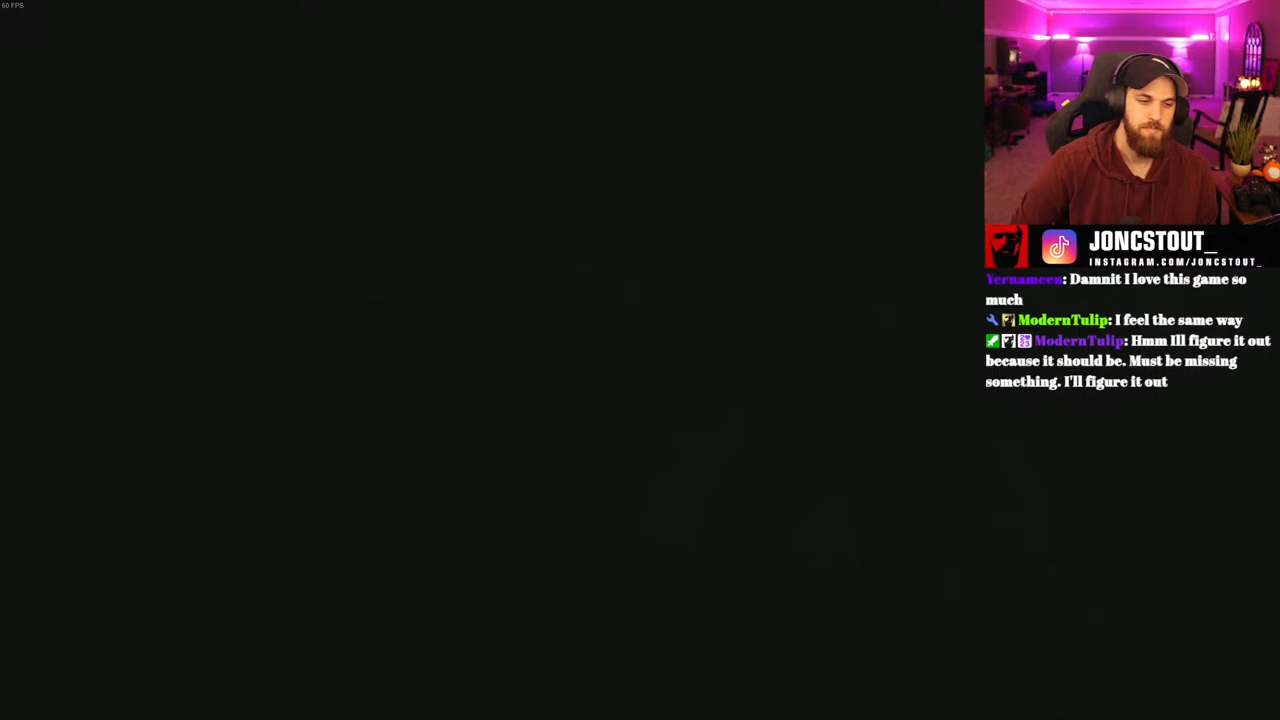 60 FPS
JONCSTOUT_
INSTAGRAM.COM/JONCSTOUT_
Yernameen: Damnit I love this game so
much
ModernTulip: I feel the same way
ModernTulip: Hmm Ill figure it out
because it should be. Must be missing
something. I'll figure it out